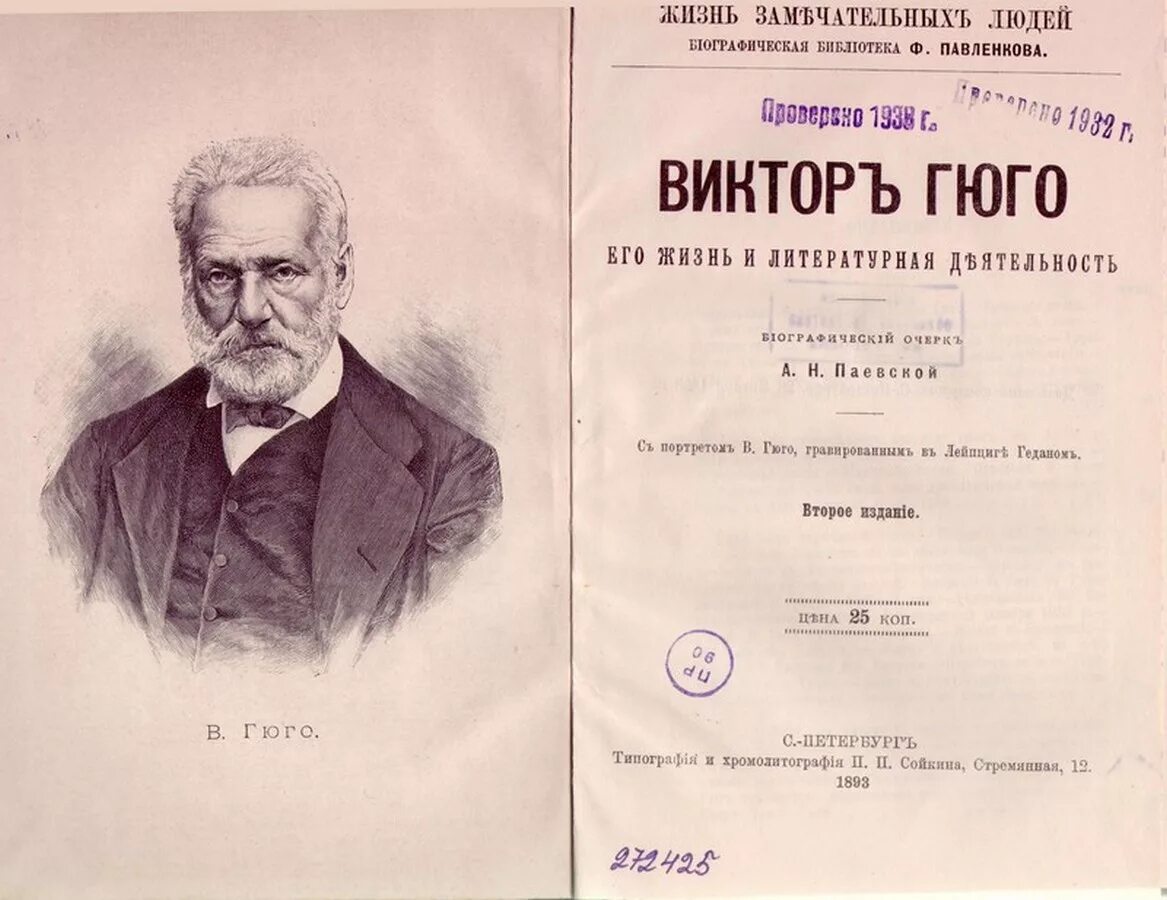 В. Гюго.
ЖИЗНЬ ЗАМѢЧАТЕЛЬНЫХЪ ЛЮДЕЙ
БІОГРАФИЧЕСКАЯ БИБЛІОТЕКА Ф. ПАВЛЕНКОВА.
Проверено 1932 г.
Проверено 1938 г.
ВИКТОРЪ ГЮГО
ЕГО ЖИЗНЬ И ЛИТЕРАТУРНАЯ ДѢЯТЕЛЬНОСТЬ
БІОГРАФИЧЕСКІЙ ОЧЕРКЪ
А. Н. Паевской
Съ портретомъ В. Гюго, гравированнымъ въ Лейпцигѣ Геданомъ.
Второе изданіе.
ЦѢНА 25 КОП.
ПР
90
С.-ПЕТЕРБУРГЪ
Типографія и хромолитографія П. П. Сойкина, Стремянная, 12.
1893
272425